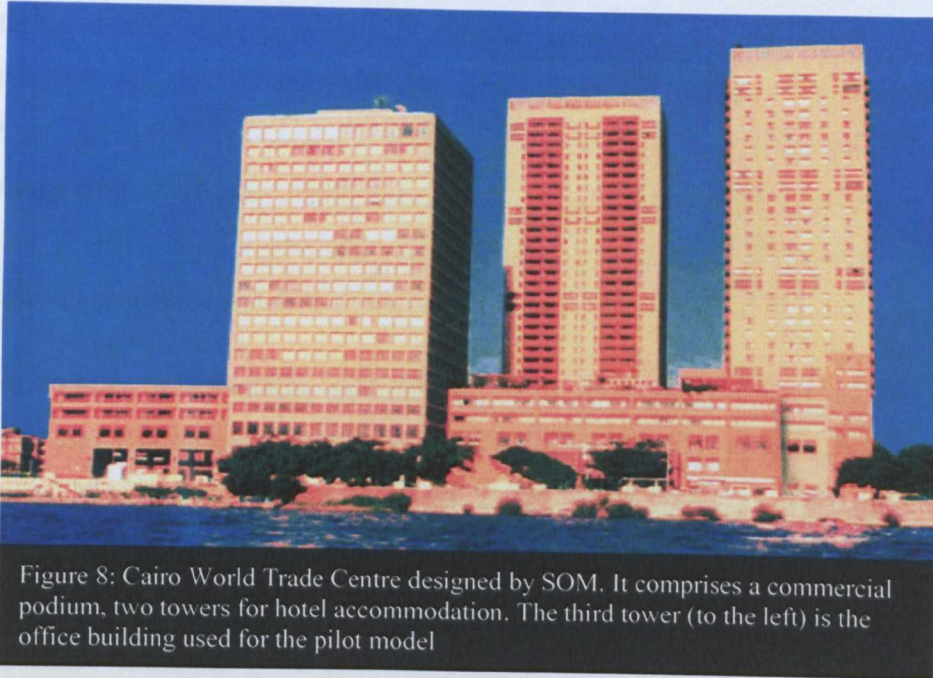 Figure 8: Cairo World Trade Centre designed by SOM. It comprises a commercial
podium, two towers for hotel accommodation. The third tower (to the left) is the
office building used for the pilot model